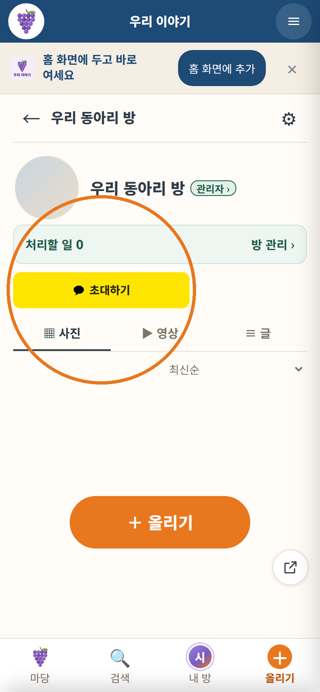 우리 이야기
홈 화면에 두고 바로
여세요
홈 화면에 추가
우리 동아리 방
우리 동아리 방
관리자 ›
처리할 일 0
방 관리 ›
초대하기
사진
영상
글
최신순
+ 올리기
마당
검색
시
내 방
올리기